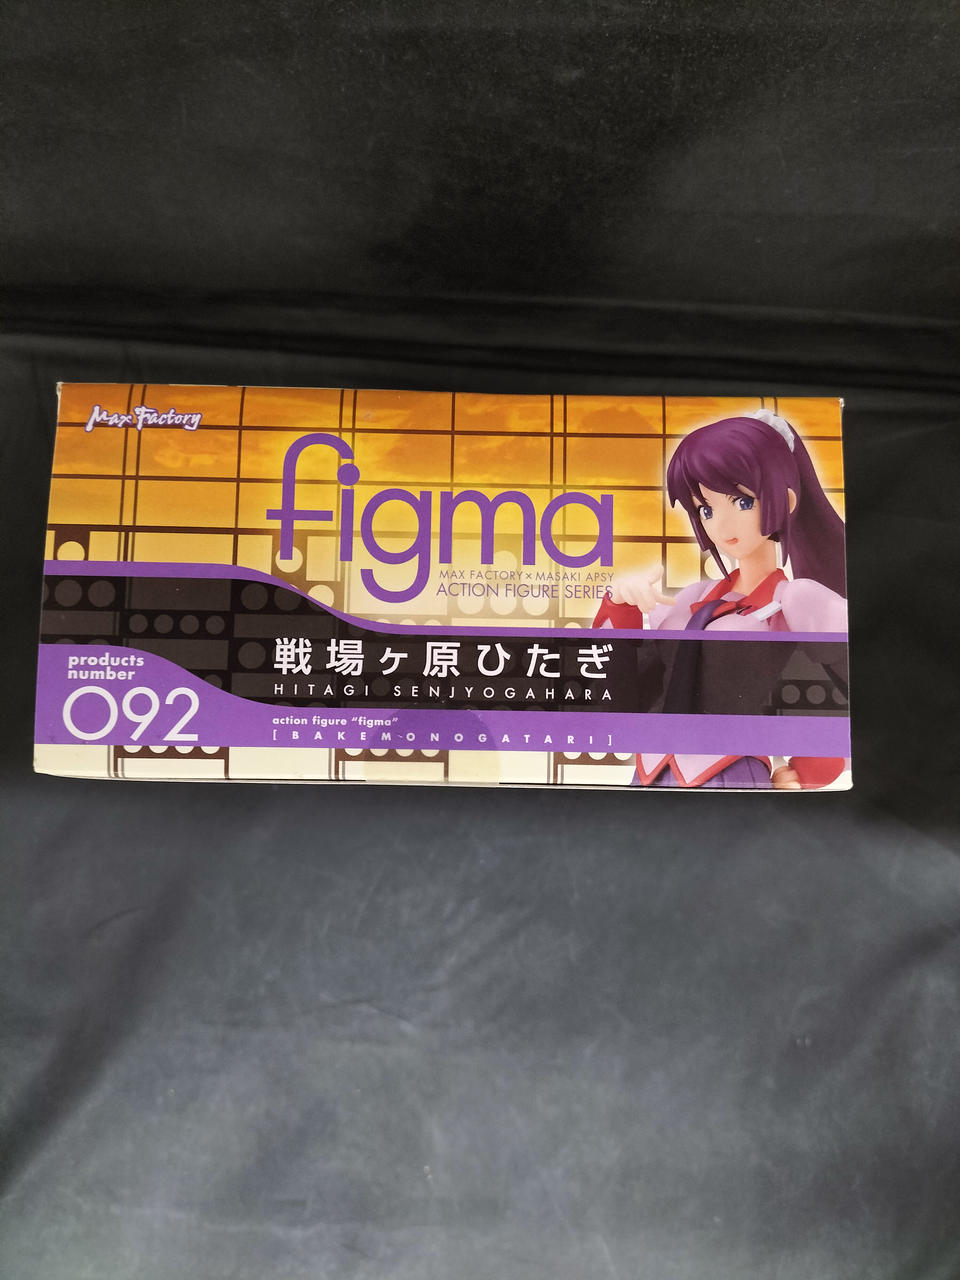 Max Factory
figma
MAX FACTORY × MASAKI APSY
ACTION FIGURE SERIES
戦場ヶ原ひたぎ
HITAGI SENJYOGAHARA
products
number
092
action figure "figma"
[BAKEMONOGATARI]